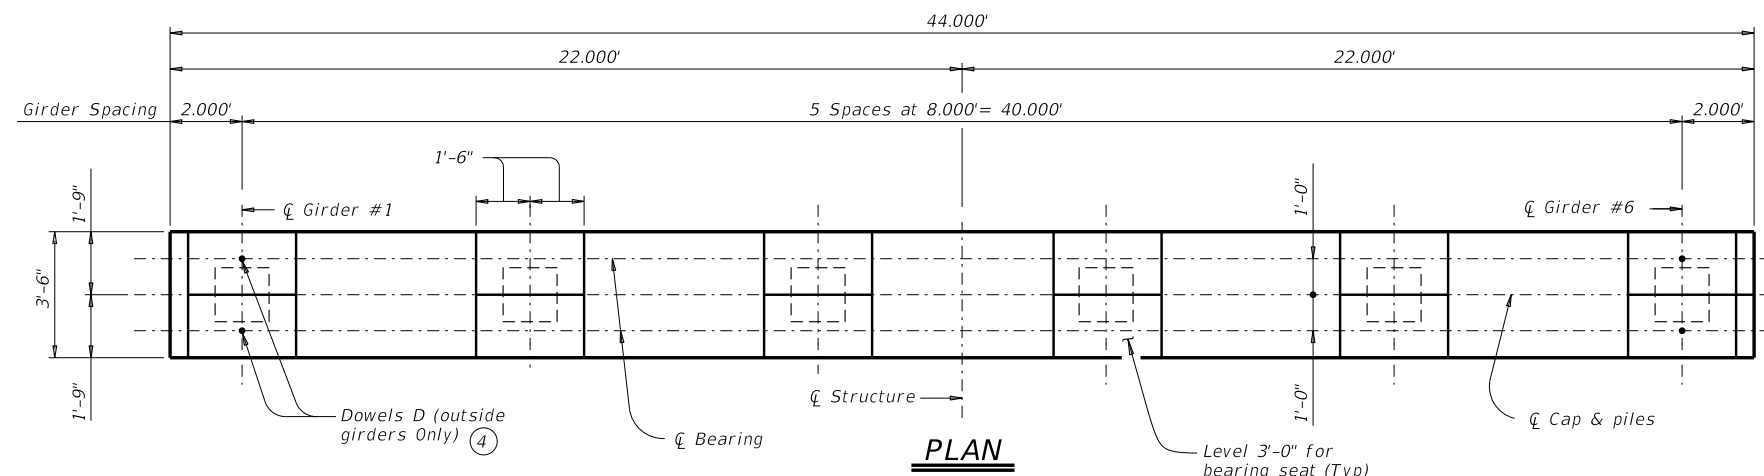 44.000'
22.000'
22.000'
Girder Spacing
2.000'
5 Spaces at 8.000'= 40.000'
2.000'
1'-6"
1'-9"
1'-0"
℄ Girder #1
℄ Girder #6
3'-6"
1'-9"
1'-0"
℄ Structure
Dowels D (outside
girders Only) 4
℄ Bearing
℄ Cap & piles
PLAN
Level 3'-0" for
bearing seat (Typ)